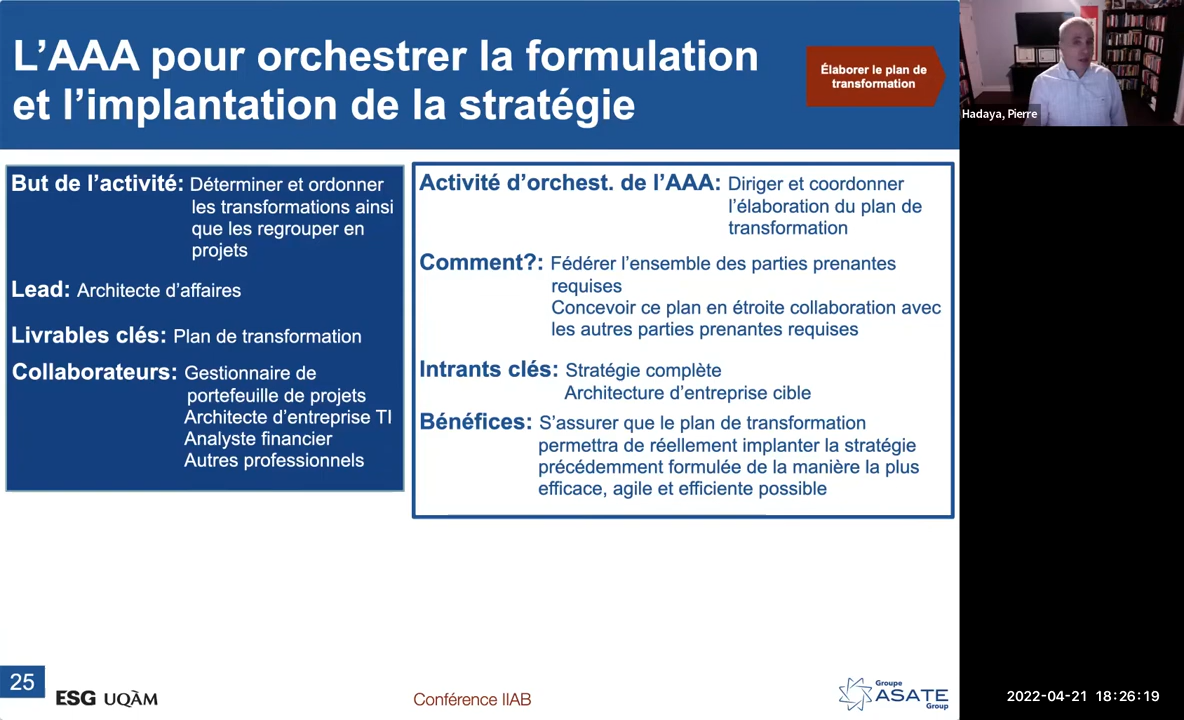 L’AAA pour orchestrer la formulation
et l’implantation de la stratégie
Élaborer le plan de
transformation
Hadaya, Pierre
But de l’activité: Déterminer et ordonner
les transformations ainsi
que les regrouper en
projets
Lead: Architecte d’affaires
Livrables clés: Plan de transformation
Collaborateurs: Gestionnaire de
portefeuille de projets
Architecte d’entreprise TI
Analyste financier
Autres professionnels
Activité d’orchest. de l’AAA: Diriger et coordonner
l’élaboration du plan de
transformation
Comment?: Fédérer l’ensemble des parties prenantes
requises
Concevoir ce plan en étroite collaboration avec
les autres parties prenantes requises
Intrants clés: Stratégie complète
Architecture d’entreprise cible
Bénéfices: S’assurer que le plan de transformation
permettra de réellement implanter la stratégie
précédemment formulée de la manière la plus
efficace, agile et efficiente possible
25
ESG UQÀM
Conférence IIAB
Groupe
ASATE
Group
2022-04-21 18:26:19